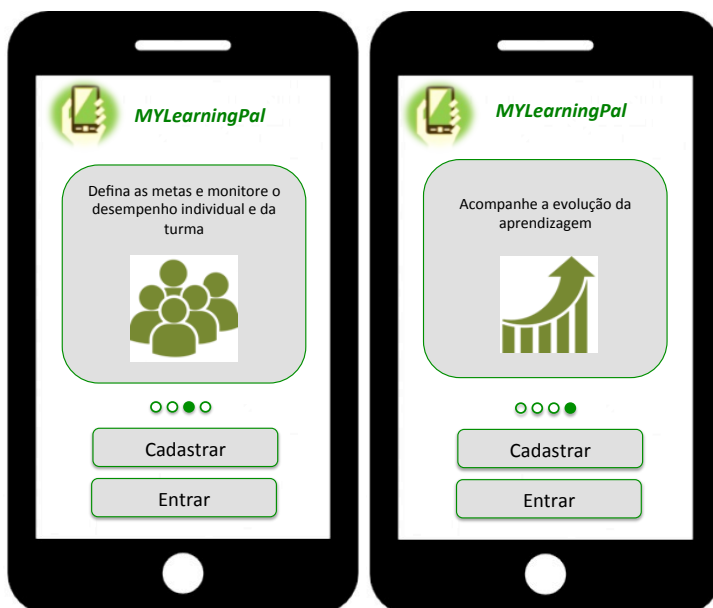 MYLearningPal
Defina as metas e monitore o
desempenho individual e da
turma
Cadastrar
Entrar
MYLearningPal
Acompanhe a evolução da
aprendizagem
Cadastrar
Entrar